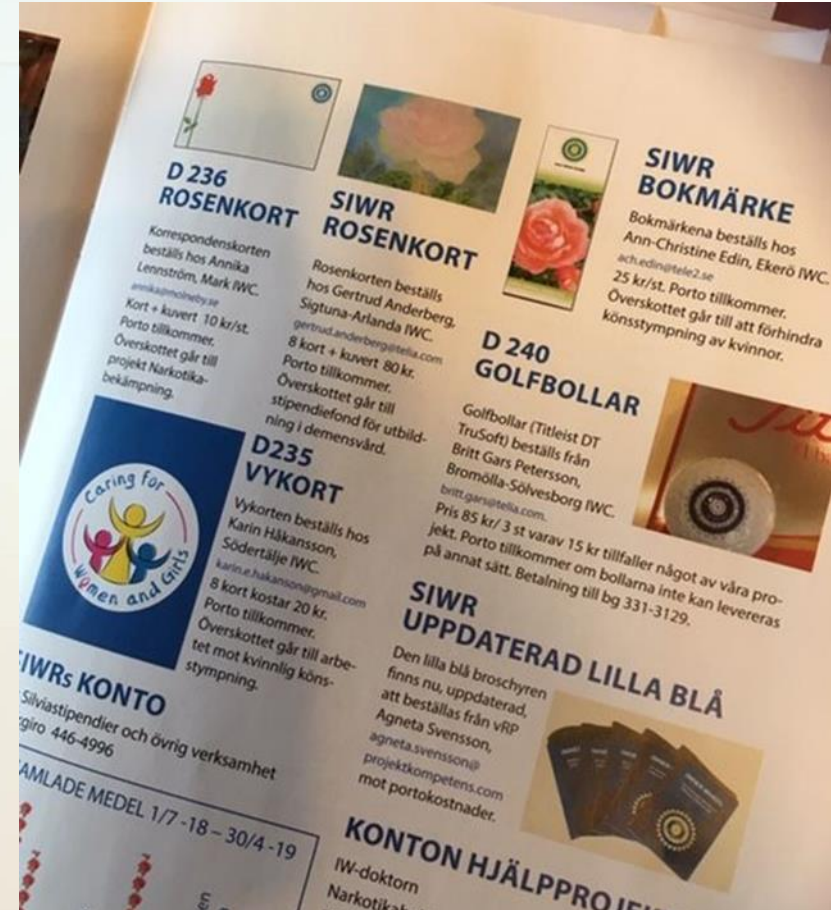 D 236
ROSENKORT
Korrespondenskorten
beställs hos Annika
Lennström, Mark IWC.
annika@molneby.se
Kort + kuvert 10 kr/st.
Porto tillkommer.
Överskottet går till
projekt Narkotika-
bekämpning.
SIWR
ROSENKORT
Rosenkorten beställs
hos Gertrud Anderberg,
Sigtuna-Arlanda IWC.
gertrud.anderberg@telia.com
8 kort + kuvert 80 kr.
Porto tillkommer.
Överskottet går till
stipendiefond för utbild-
ning i demensvård.
SIWR
BOKMÄRKE
Bokmärkena beställs hos
Ann-Christine Edin, Ekerö IWC.
ach.edin@tele2.se
25 kr/st. Porto tillkommer.
Överskottet går till att förhindra
könsstympning av kvinnor.
D 240
GOLFBOLLAR
Golfbollar (Titleist DT
TruSoft) beställs från
Britt Gars Petersson,
Bromölla-Sölvesborg IWC.
britt.gars@telia.com.
Pris 85 kr/ 3 st varav 15 kr tillfaller något av våra pro-
jekt. Porto tillkommer om bollarna inte kan levereras
på annat sätt. Betalning till bg 331-3129.
Caring for
Women and Girls
D235
VYKORT
Vykorten beställs hos
Karin Håkansson,
Södertälje IWC.
karin.e.hakanson@gmail.com
8 kort kostar 20 kr.
Porto tillkommer.
Överskottet går till arbe-
tet mot kvinnlig köns-
stympning.
SIWR
UPPDATERAD LILLA BLÅ
Den lilla blå broschyren
finns nu, uppdaterad,
att beställas från vRP
Agneta Svensson,
agneta.svensson@
projektkompetens.com
mot portokostnader.
IWRs KONTO
Silviastipendier och övrig verksamhet
giro 446-4996
AMLADE MEDEL 1/7 -18 – 30/4 -19
KONTON HJÄLPPROJEK
IW-doktorn